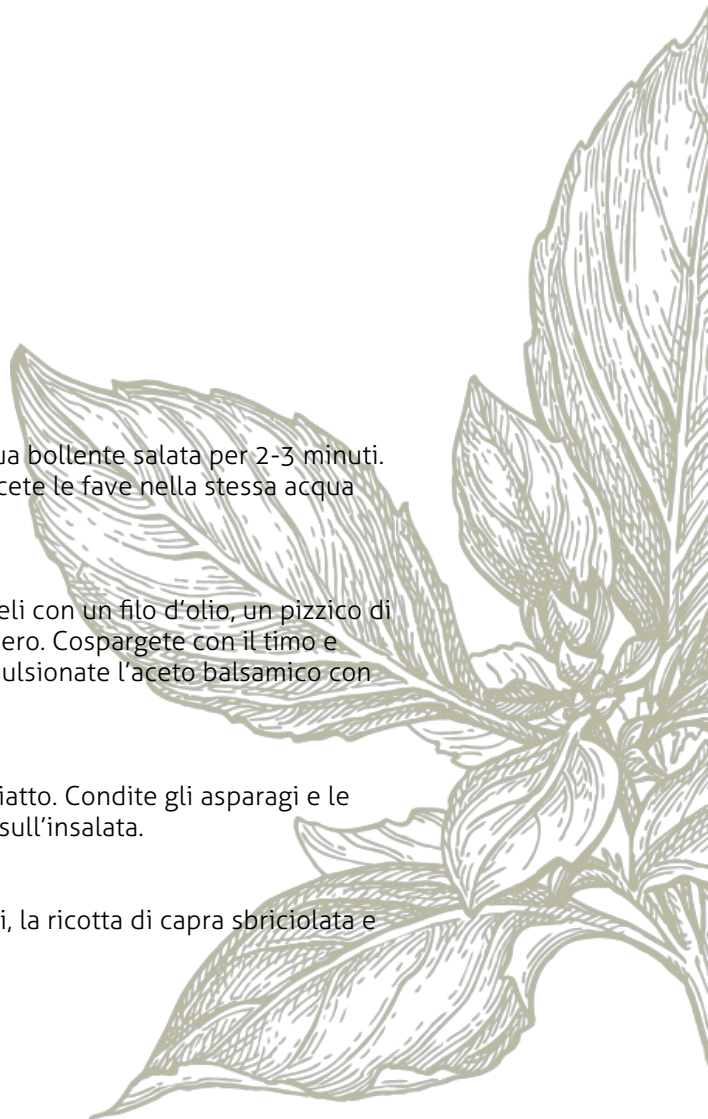 ua bollente salata per 2-3 minuti.
cete le fave nella stessa acqua
eli con un filo d'olio, un pizzico di
ero. Cospargete con il timo e
ulsionate l'aceto balsamico con
iatto. Condite gli asparagi e le
sull'insalata.
i, la ricotta di capra sbriciolata e